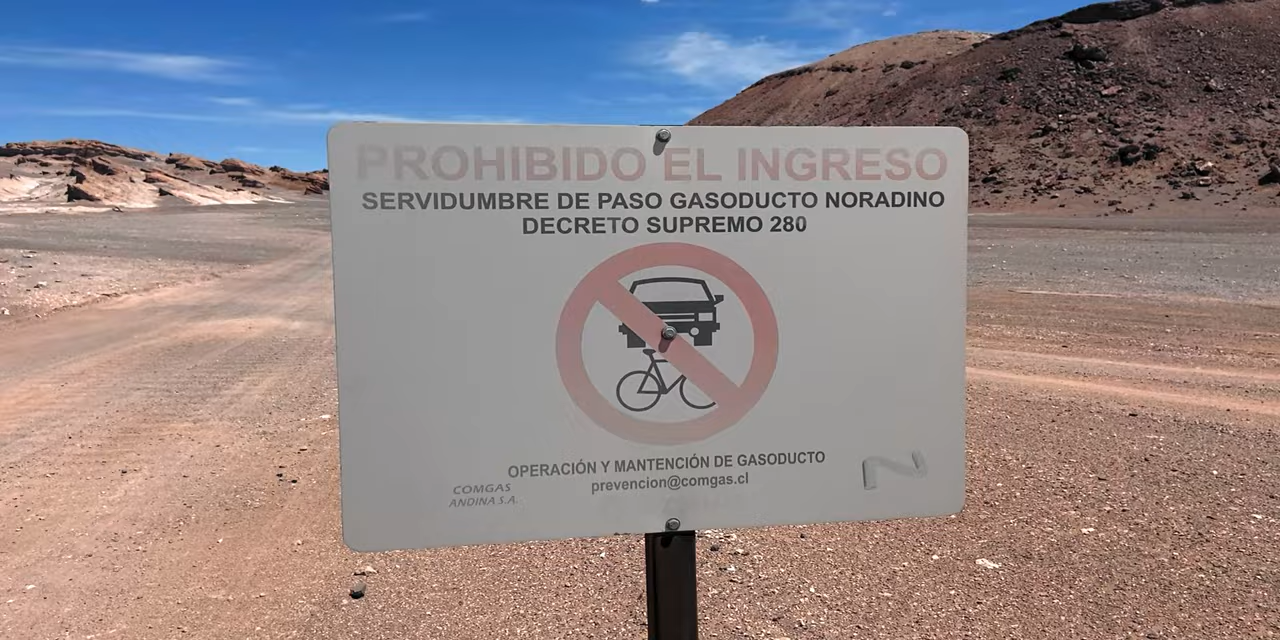 PROHIBIDO EL INGRESO
SERVIDUMBRE DE PASO GASODUCTO NORADINO
DECRETO SUPREMO 280
OPERACIÓN Y MANTENCIÓN DE GASODUCTO
prevencion@comgas.cl
COMGAS
ANDINA S.A.